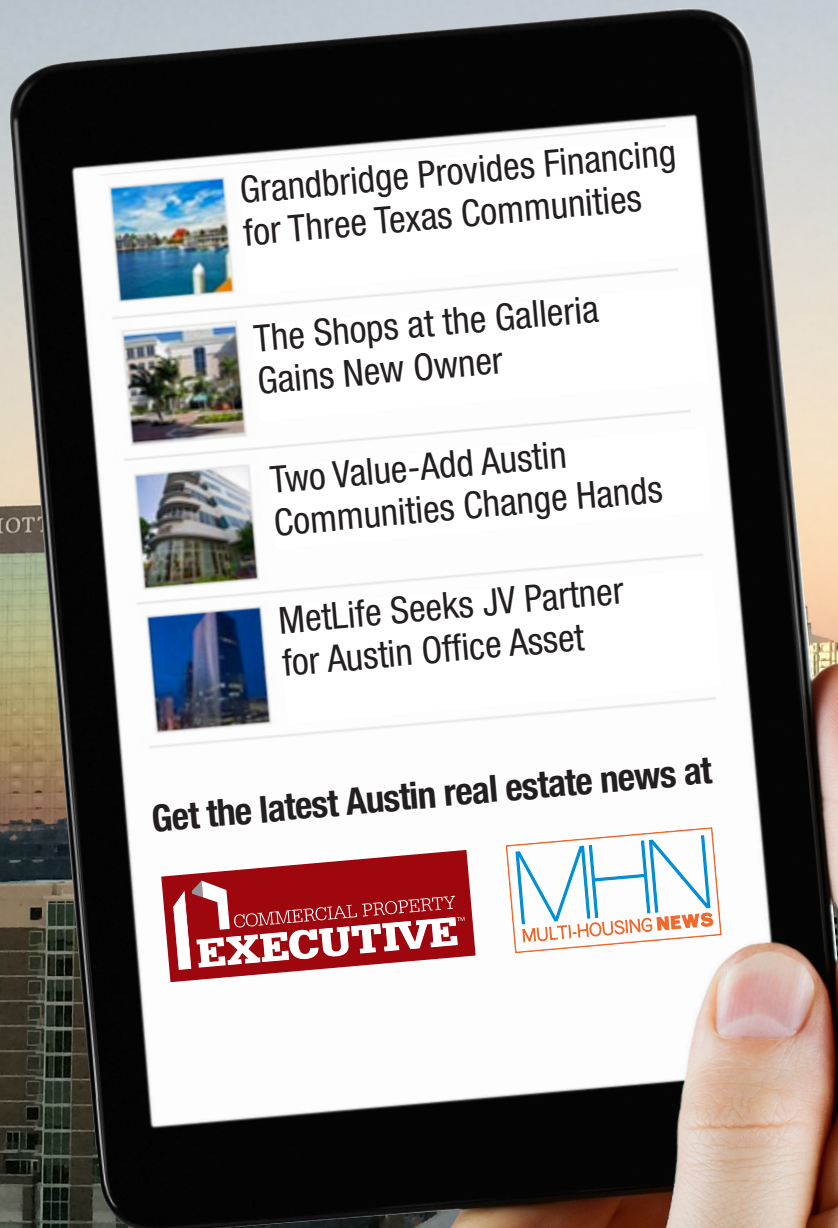 Grandbridge Provides Financing
for Three Texas Communities
The Shops at the Galleria
Gains New Owner
Two Value-Add Austin
Communities Change Hands
MetLife Seeks JV Partner
for Austin Office Asset
Get the latest Austin real estate news at
COMMERCIAL PROPERTY
EXECUTIVE™
MHN
MULTI-HOUSING NEWS